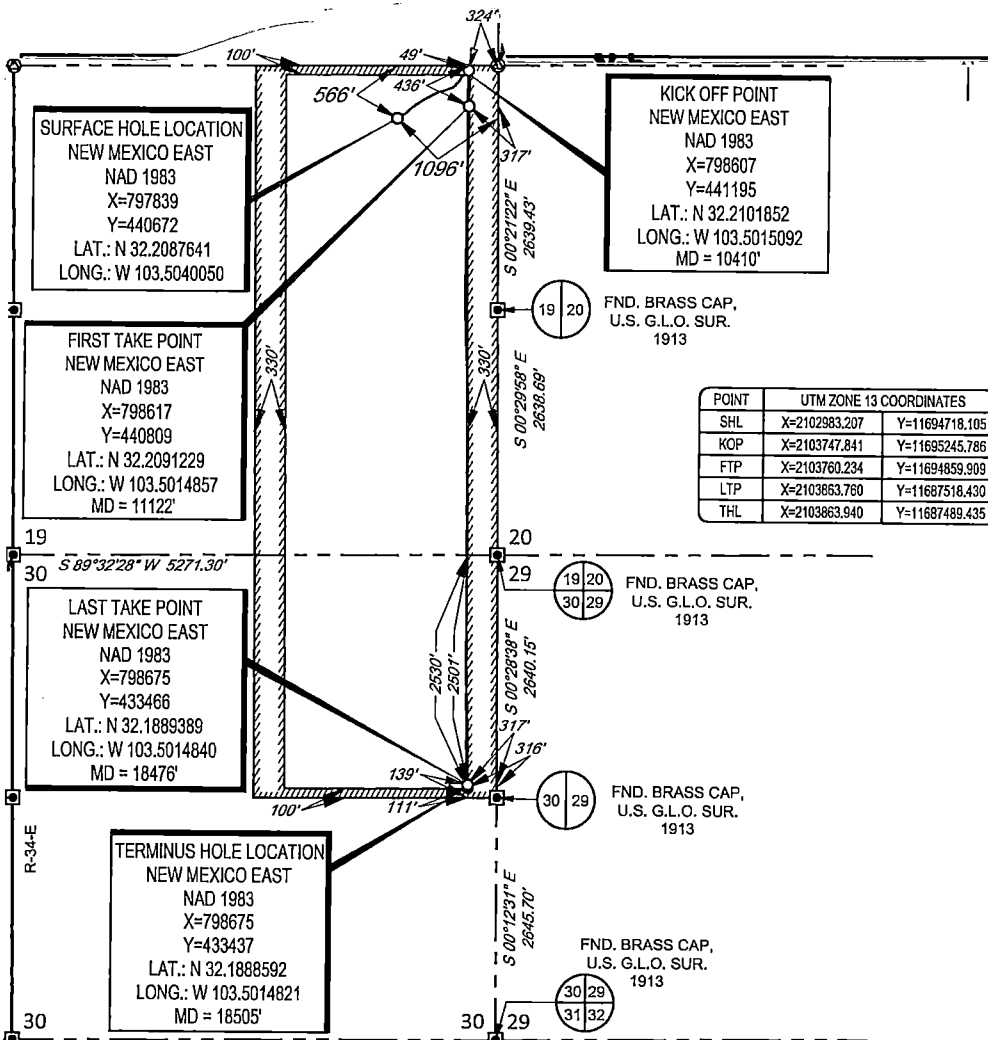 324'
100'
49'
566'
436'
1096'
317'
SURFACE HOLE LOCATION
NEW MEXICO EAST
NAD 1983
X=797839
Y=440672
LAT.: N 32.2087641
LONG.: W 103.5040050
KICK OFF POINT
NEW MEXICO EAST
NAD 1983
X=798607
Y=441195
LAT.: N 32.2101852
LONG.: W 103.5015092
MD = 10410'
S 00°21'22" E
2639.43'
19 20
FND. BRASS CAP,
U.S. G.L.O. SUR.
1913
FIRST TAKE POINT
NEW MEXICO EAST
NAD 1983
X=798617
Y=440809
LAT.: N 32.2091229
LONG.: W 103.5014857
MD = 11122'
330'
330'
S 00°29'58" E
2638.69'
POINT UTM ZONE 13 COORDINATES
SHL X=2102983.207 Y=11694718.105
KOP X=2103747.841 Y=11695245.786
FTP X=2103760.234 Y=11694859.909
LTP X=2103863.760 Y=11687518.430
THL X=2103863.940 Y=11687489.435
19
30
S 89°32'28" W 5271.30'
20
29
19 20
30 29
FND. BRASS CAP,
U.S. G.L.O. SUR.
1913
LAST TAKE POINT
NEW MEXICO EAST
NAD 1983
X=798675
Y=433466
LAT.: N 32.1889389
LONG.: W 103.5014840
MD = 18476'
2530'
2501'
S 00°28'38" E
2640.15'
317'
316'
139'
111'
100'
30 29
FND. BRASS CAP,
U.S. G.L.O. SUR.
1913
R-34-E
TERMINUS HOLE LOCATION
NEW MEXICO EAST
NAD 1983
X=798675
Y=433437
LAT.: N 32.1888592
LONG.: W 103.5014821
MD = 18505'
S 00°12'31" E
2645.70'
FND. BRASS CAP,
U.S. G.L.O. SUR.
1913
30 29
31 32
30
30 29